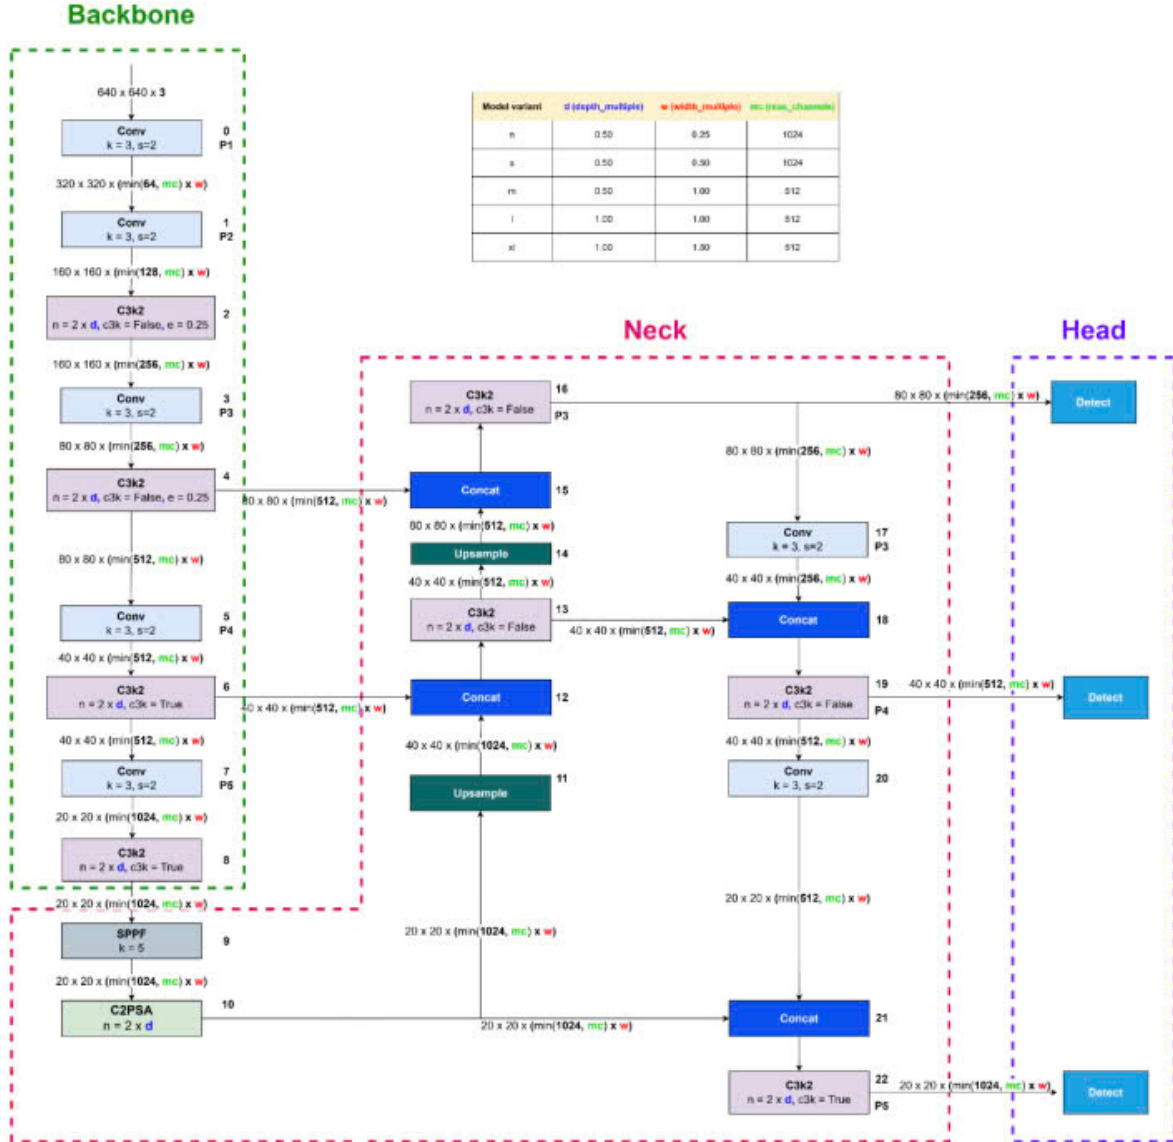 Backbone
640 x 640 x 3
Conv
k = 3, s=2
0
P1
320 x 320 x (min(64, mc) x w)
Conv
k = 3, s=2
1
P2
160 x 160 x (min(128, mc) x w)
C3k2
n = 2 x d, c3k = False, e = 0.25
2
160 x 160 x (min(256, mc) x w)
Conv
k = 3, s=2
3
P3
80 x 80 x (min(256, mc) x w)
C3k2
n = 2 x d, c3k = False, e = 0.25
4
80 x 80 x (min(512, mc) x w)
80 x 80 x (min(512, mc) x w)
Conv
k = 3, s=2
5
P4
40 x 40 x (min(512, mc) x w)
C3k2
n = 2 x d, c3k = True
6
40 x 40 x (min(512, mc) x w)
40 x 40 x (min(512, mc) x w)
Conv
k = 3, s=2
7
P5
20 x 20 x (min(1024, mc) x w)
C3k2
n = 2 x d, c3k = True
8
20 x 20 x (min(1024, mc) x w)
SPPF
k = 5
9
20 x 20 x (min(1024, mc) x w)
C2PSA
n = 2 x d
10
20 x 20 x (min(1024, mc) x w)
Model variant d (depth_multiple) w (width_multiple) mc (max_channels)
n 0.50 0.25 1024
s 0.50 0.50 1024
m 0.50 1.00 512
l 1.00 1.00 512
xl 1.00 1.50 512
Neck
C3k2
n = 2 x d, c3k = False
16
P3
Concat
15
80 x 80 x (min(512, mc) x w)
Upsample
14
40 x 40 x (min(512, mc) x w)
C3k2
n = 2 x d, c3k = False
13
40 x 40 x (min(512, mc) x w)
Concat
12
40 x 40 x (min(1024, mc) x w)
Upsample
11
20 x 20 x (min(1024, mc) x w)
80 x 80 x (min(256, mc) x w)
80 x 80 x (min(256, mc) x w)
Conv
k = 3, s=2
17
P3
40 x 40 x (min(256, mc) x w)
Concat
18
C3k2
n = 2 x d, c3k = False
19
P4
40 x 40 x (min(512, mc) x w)
40 x 40 x (min(512, mc) x w)
Conv
k = 3, s=2
20
20 x 20 x (min(512, mc) x w)
Concat
21
C3k2
n = 2 x d, c3k = True
22
P5
20 x 20 x (min(1024, mc) x w)
Head
Detect
Detect
Detect